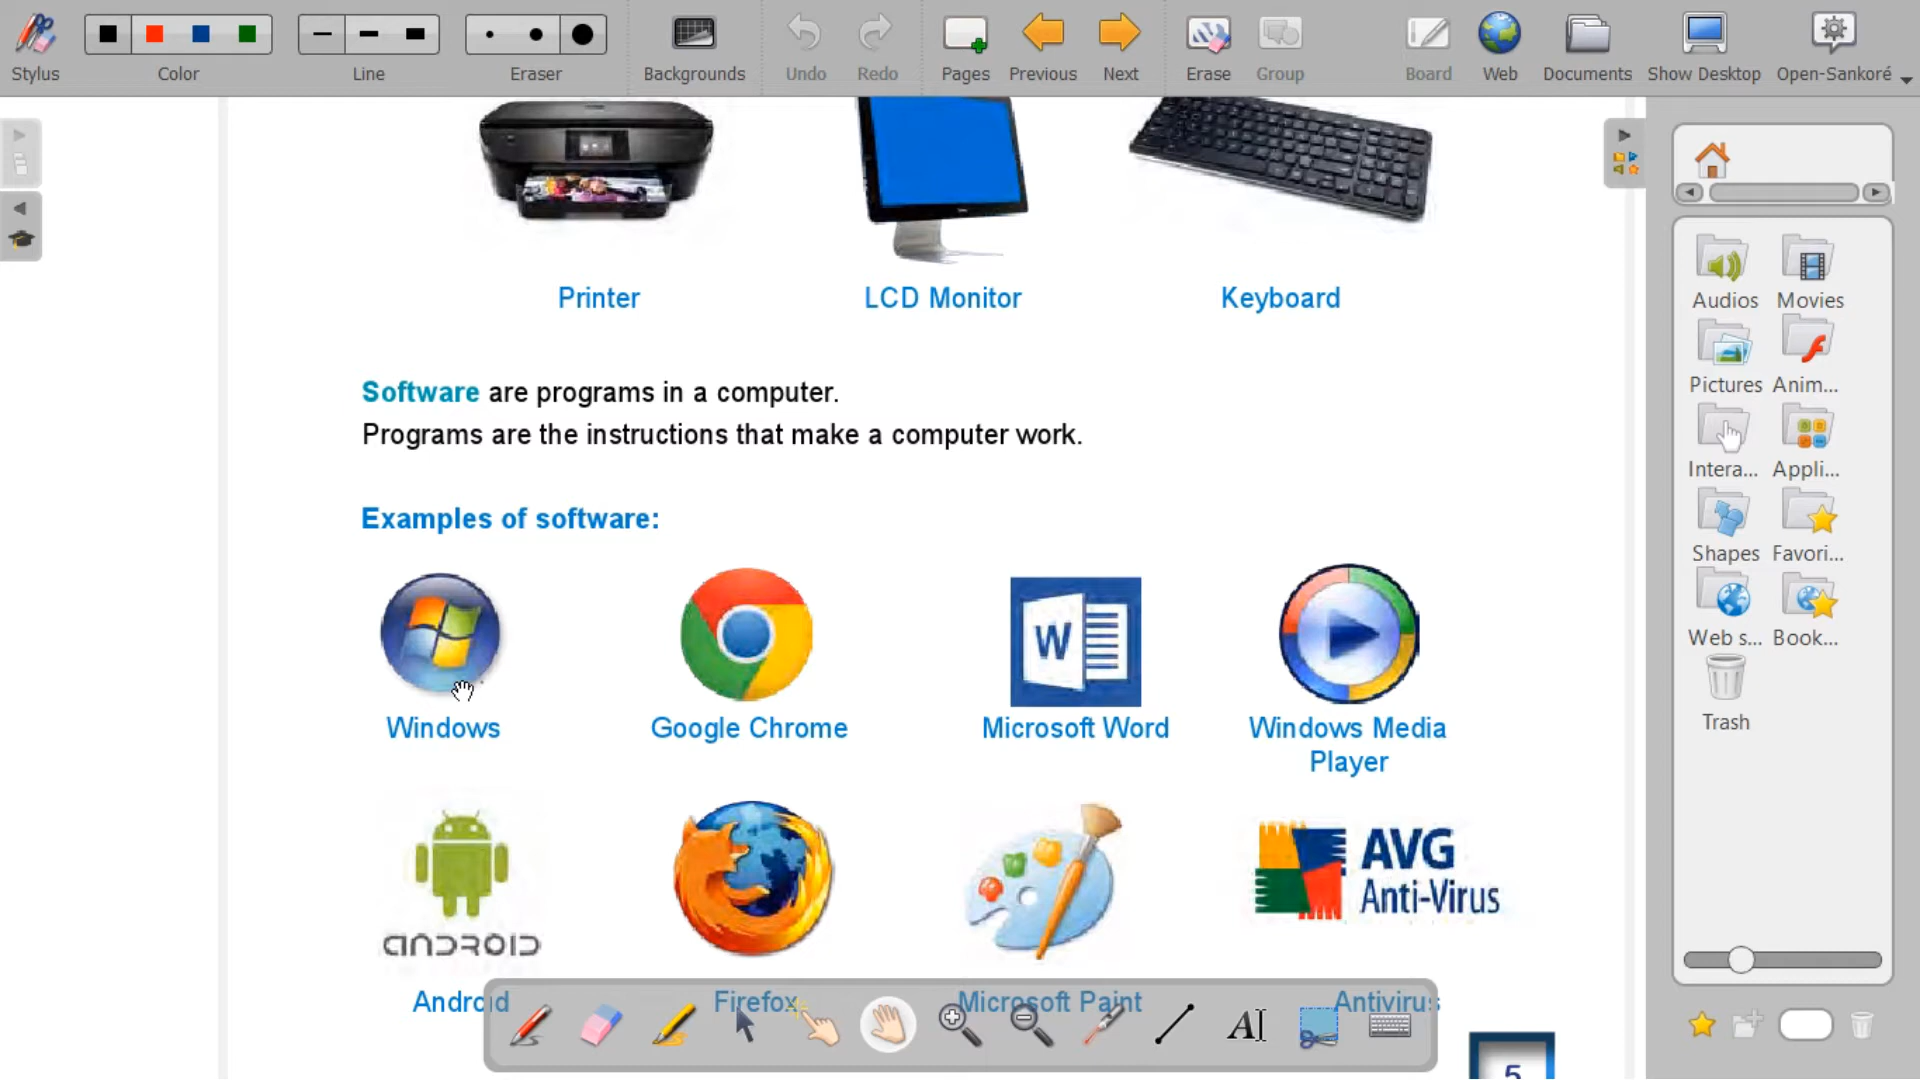 Stylus
Color
Line
Eraser
Backgrounds
Undo
Redo
Pages
Previous
Next
Erase
Group
Board
Web
Documents
Show Desktop
Open-Sankoré
Printer
LCD Monitor
Keyboard
Software are programs in a computer.
Programs are the instructions that make a computer work.
Examples of software:
W
Windows
Google Chrome
Microsoft Word
Windows Media
Player
ANDROID
AVG
Anti-Virus
Android
Firefox
Microsoft Paint
Antivirus
A
5
Audios
Movies
Pictures
Anim...
Intera...
Appli...
Shapes
Favori...
Web s...
Book...
Trash